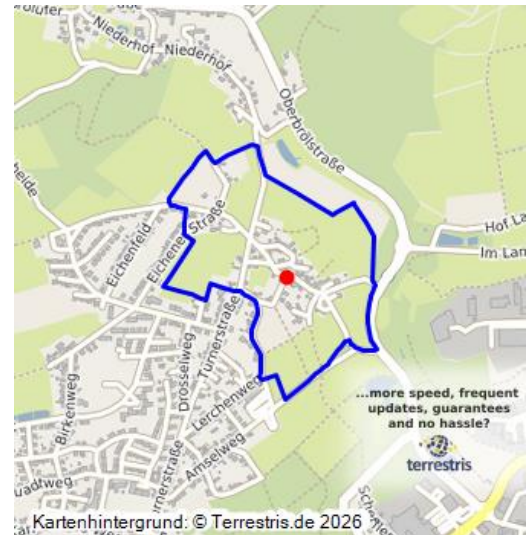 Niederhof
Niederhof
Oberbrölstraße
Eichenfeld
Eichener Straße
Hof La
Im Lan
Turnerstraße
Drosselweg
Birkenweg
Lerchenweg
Amselweg
...more speed, frequent
updates, guarantees
and no hassle?
terrestris
Kartenhintergrund: © Terrestris.de 2026